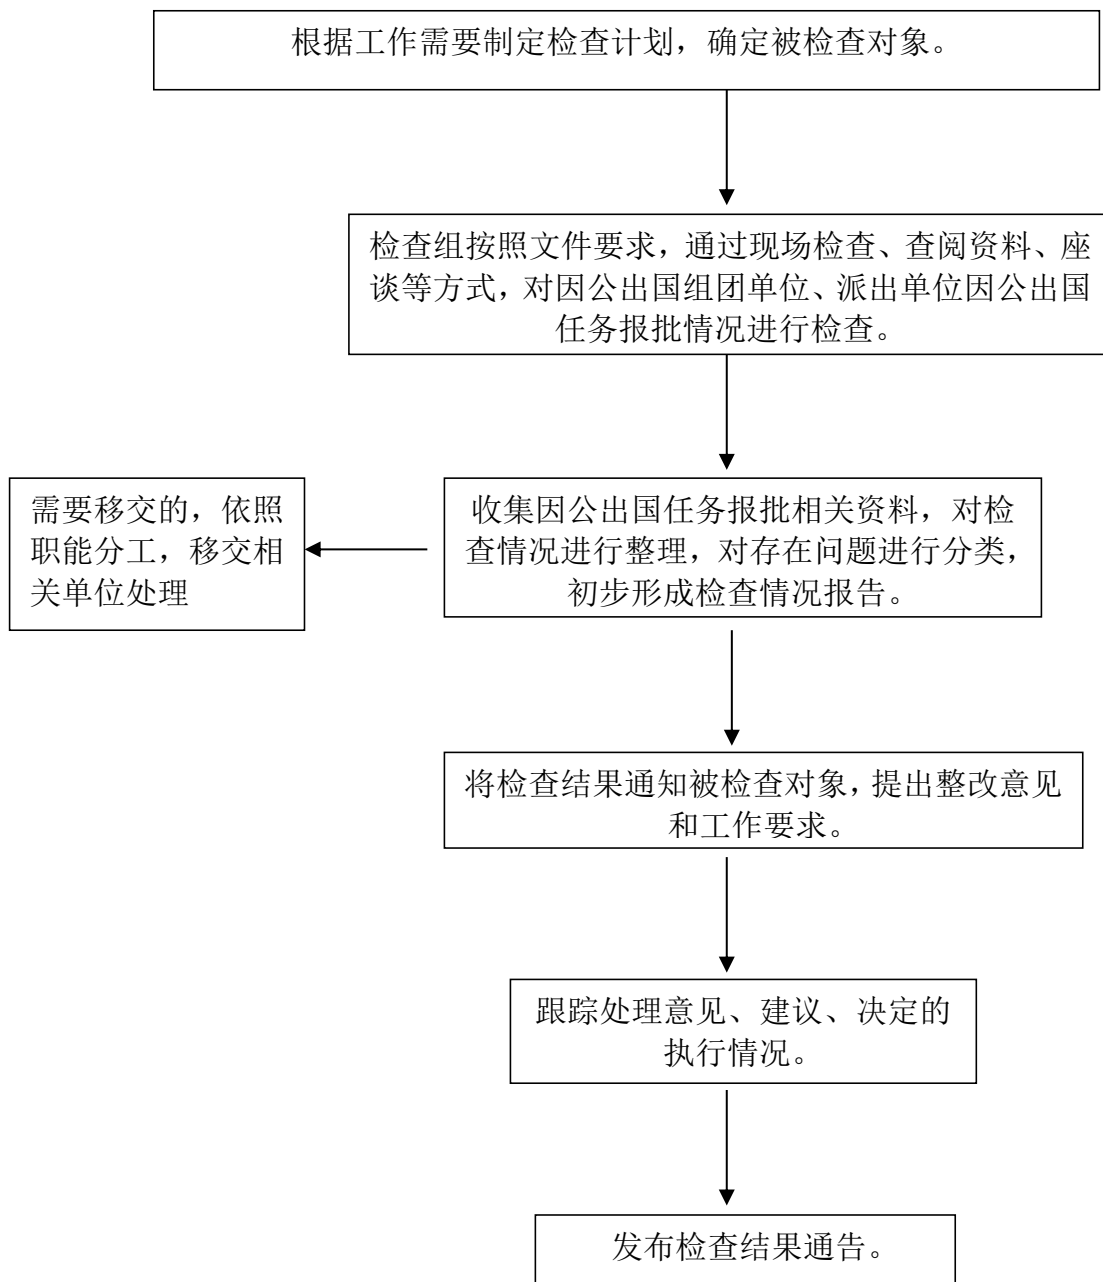 根据工作需要制定检查计划，确定被检查对象。
检查组按照文件要求，通过现场检查、查阅资料、座
谈等方式，对因公出国组团单位、派出单位因公出国
任务报批情况进行检查。
需要移交的，依照
职能分工，移交相
关单位处理
收集因公出国任务报批相关资料，对检
查情况进行整理，对存在问题进行分类，
初步形成检查情况报告。
将检查结果通知被检查对象，提出整改意见
和工作要求。
跟踪处理意见、建议、决定的
执行情况。
发布检查结果通告。